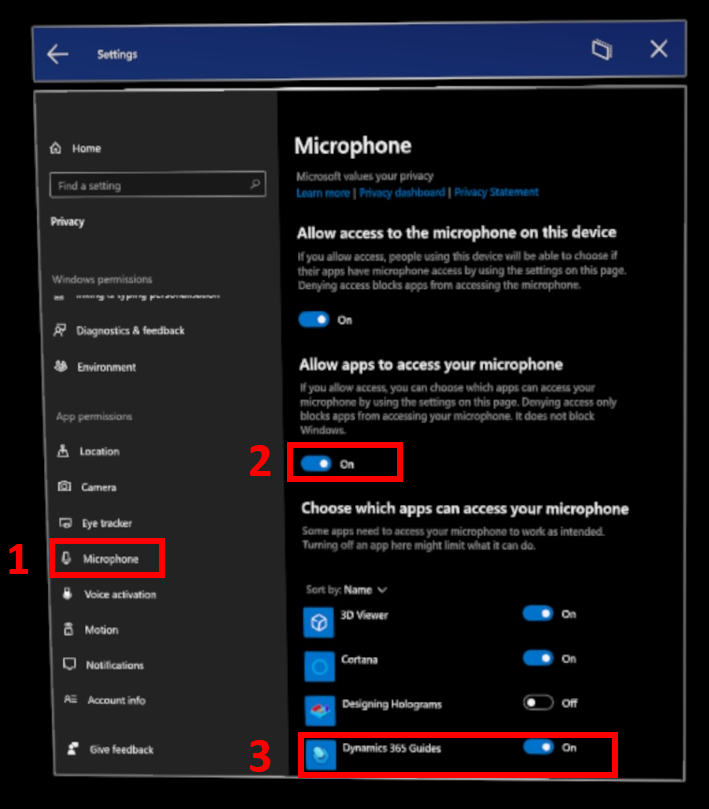 Settings
Home
Find a setting
Privacy
Windows permissions
Inking & typing personalisation
Diagnostics & feedback
Environment
App permissions
Location
Camera
Eye tracker
1
Microphone
Voice activation
Motion
Notifications
Account info
Give feedback
Microphone
Microsoft values your privacy
Learn more | Privacy dashboard | Privacy Statement
Allow access to the microphone on this device
If you allow access, people using this device will be able to choose if
their apps have microphone access by using the settings on this page.
Denying access blocks apps from accessing the microphone.
On
Allow apps to access your microphone
If you allow access, you can choose which apps can access your
microphone by using the settings on this page. Denying access only
blocks apps from accessing your microphone. It does not block
Windows.
2
On
Choose which apps can access your microphone
Some apps need to access your microphone to work as intended.
Turning off an app here might limit what it can do.
Sort by: Name
3D Viewer On
Cortana On
Designing Holograms Off
3
Dynamics 365 Guides On